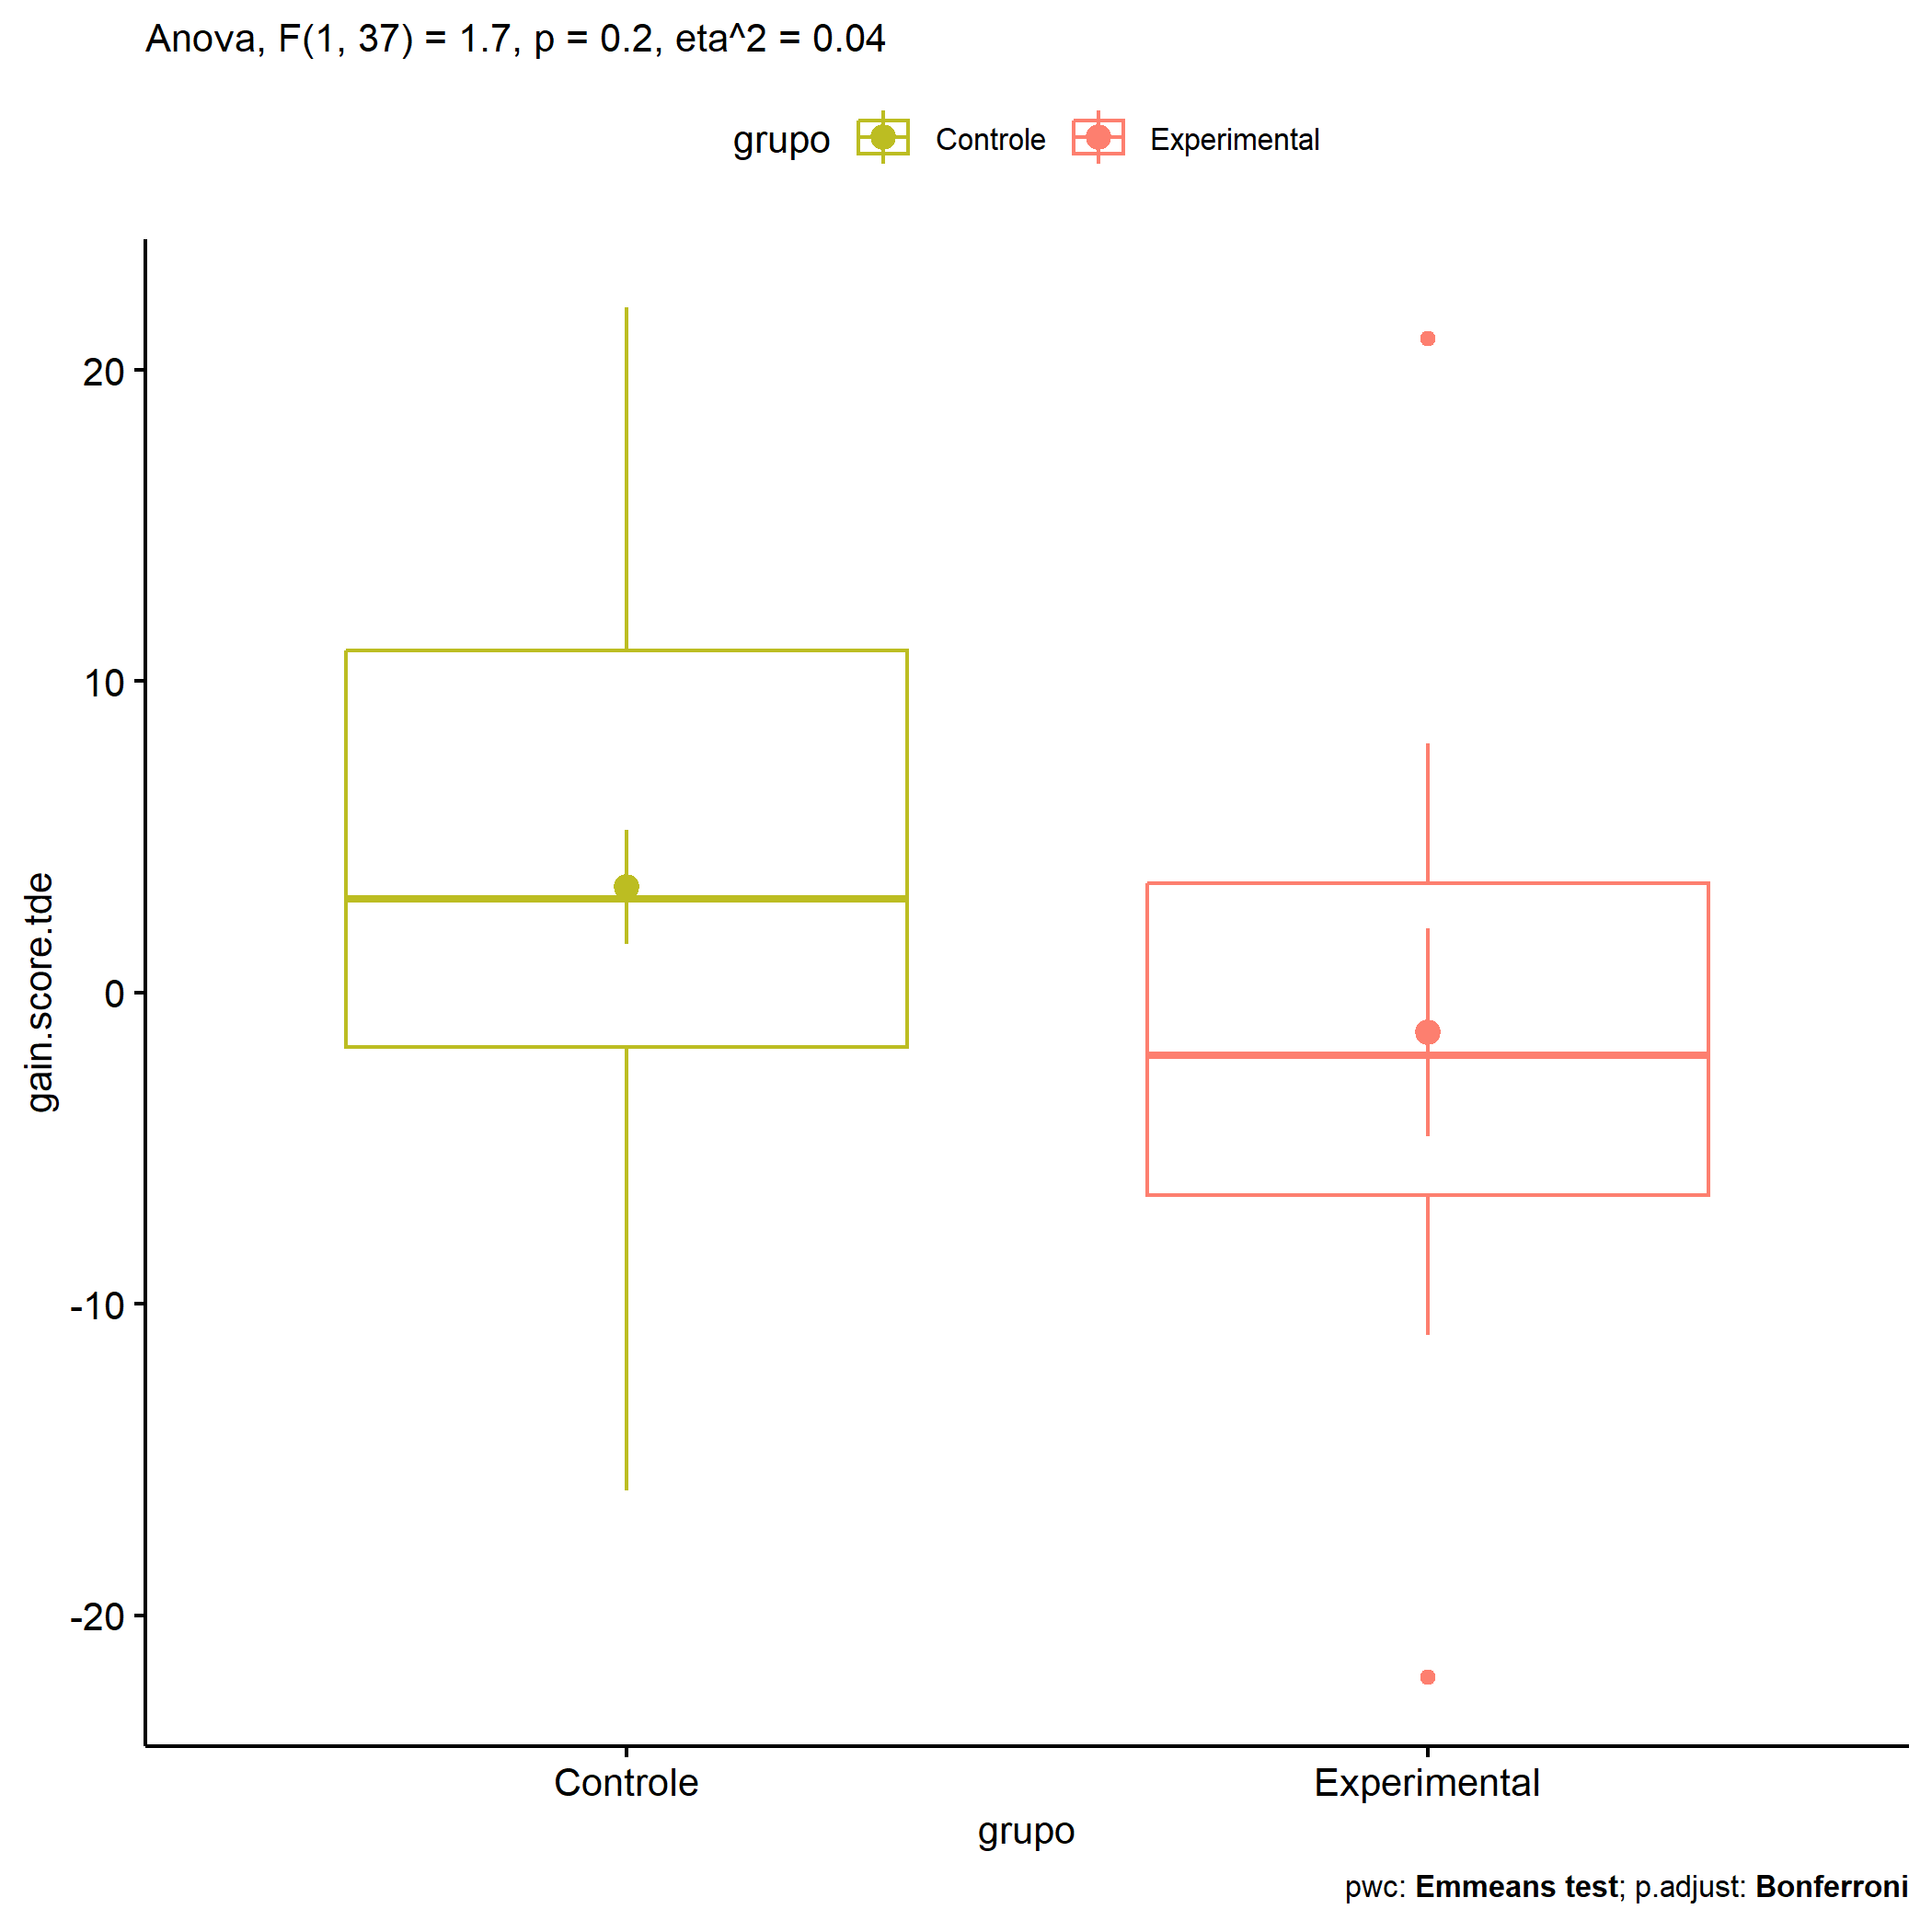 Anova, F(1, 37) = 1.7, p = 0.2, eta^2 = 0.04
grupo Controle Experimental
20
10
0
-10
-20
gain.score.tde
Controle Experimental
grupo
pwc: Emmeans test; p.adjust: Bonferroni